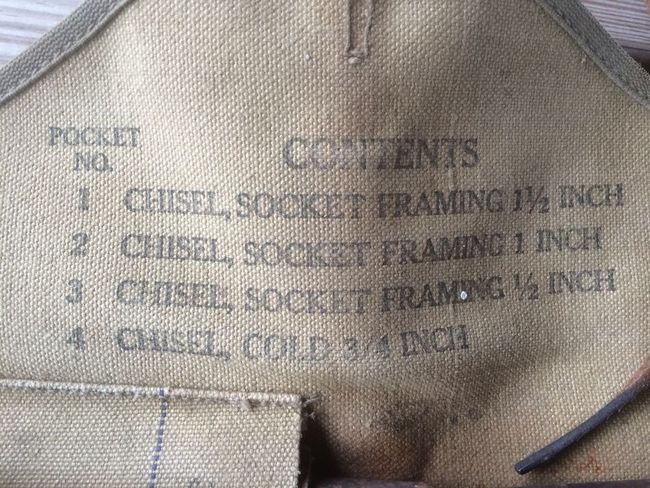 POCKET NO. CONTENTS
1 CHISEL, SOCKET FRAMING 1½ INCH
2 CHISEL, SOCKET FRAMING 1 INCH
3 CHISEL, SOCKET FRAMING ½ INCH
4 CHISEL, COLD 3/4 INCH